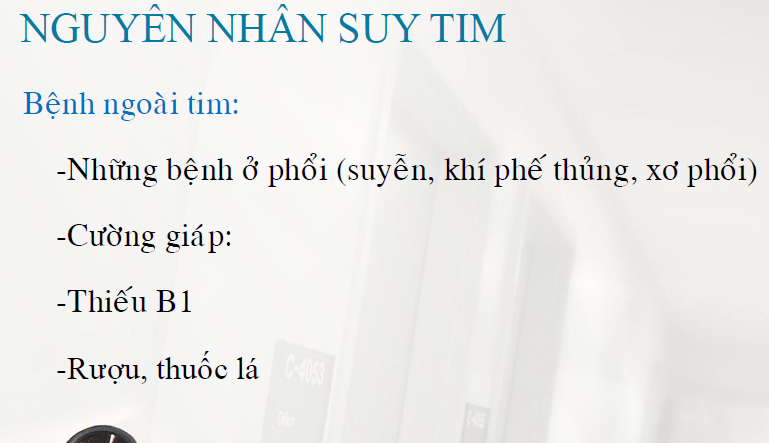 NGUYÊN NHÂN SUY TIM
Bệnh ngoài tim:
-Những bệnh ở phổi (suyễn, khí phế thủng, xơ phổi)
-Cường giáp:
-Thiếu B1
-Rượu, thuốc lá
C-4053
Office